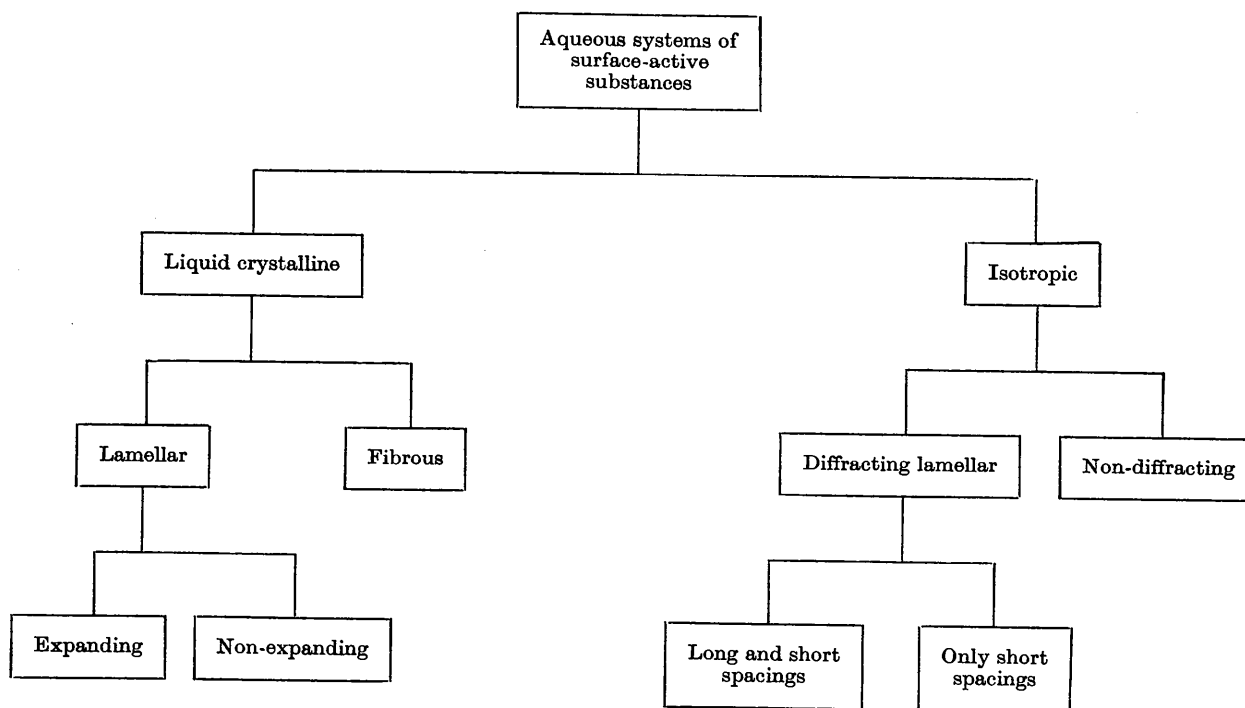 Aqueous systems of
surface-active
substances
Liquid crystalline
Isotropic
Lamellar
Fibrous
Diffracting lamellar
Non-diffracting
Expanding
Non-expanding
Long and short
spacings
Only short
spacings